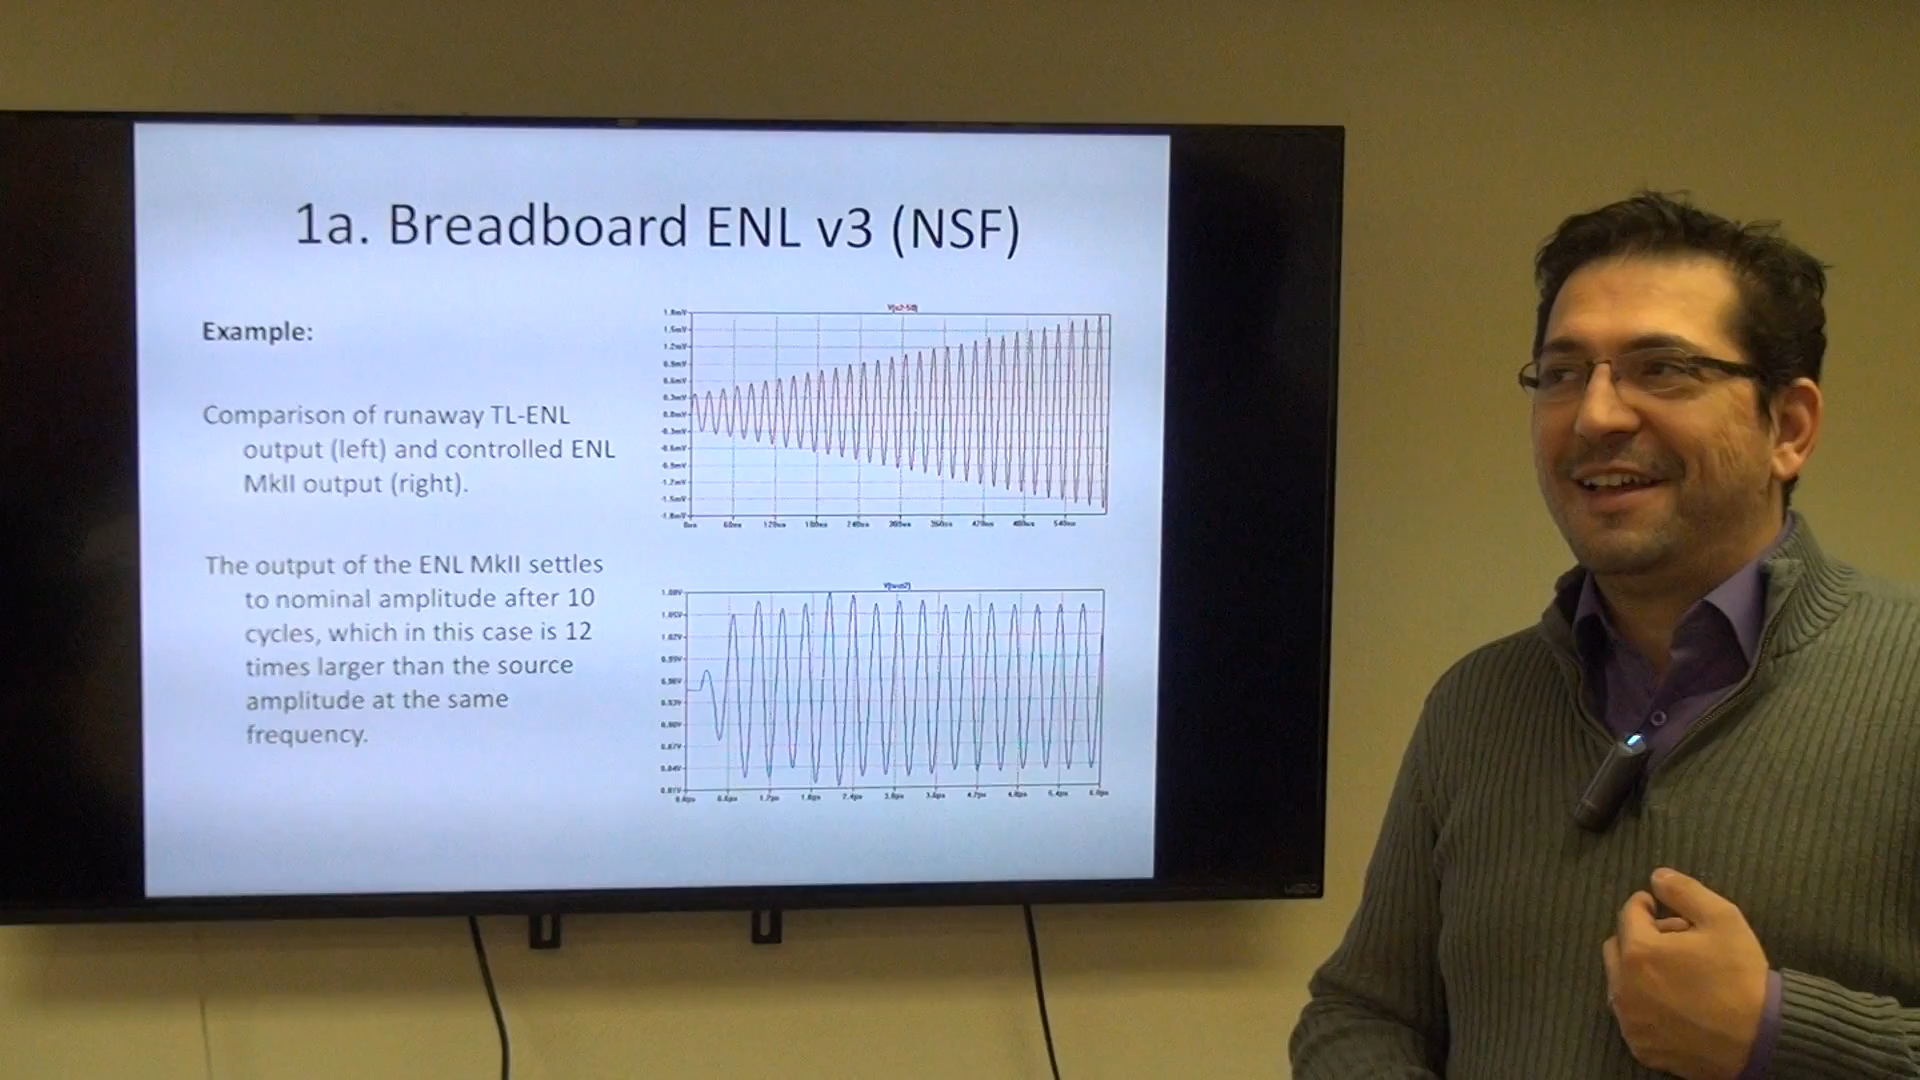 1a. Breadboard ENL v3 (NSF)
Example:
Comparison of runaway TL-ENL
output (left) and controlled ENL
MkII output (right).
The output of the ENL MkII settles
to nominal amplitude after 10
cycles, which in this case is 12
times larger than the source
amplitude at the same
frequency.